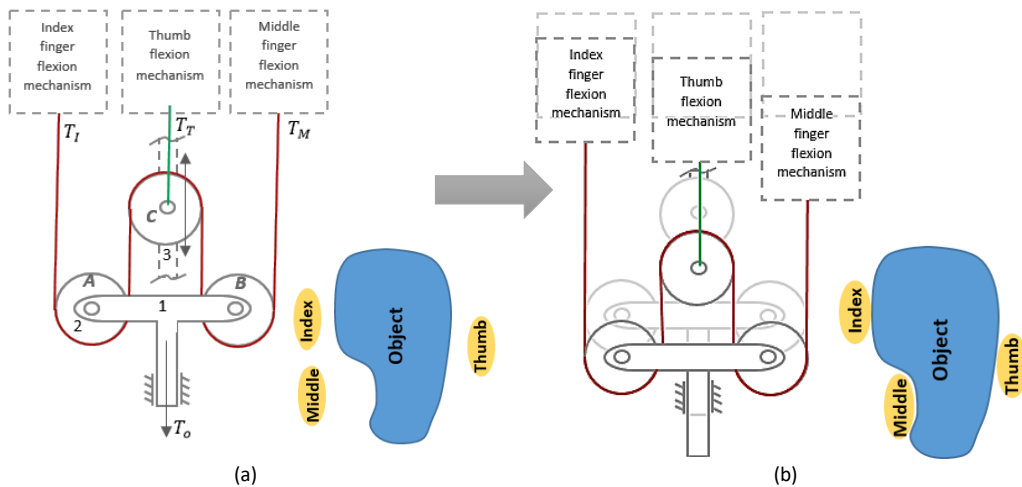 Index
finger
flexion
mechanism
Thumb
flexion
mechanism
Middle
finger
flexion
mechanism
T_I
T_T
T_M
C
3
A
B
1
2
T_o
Index
Middle
Object
Thumb
(a)
Index
finger
flexion
mechanism
Thumb
flexion
mechanism
Middle
finger
flexion
mechanism
Index
Middle
Object
Thumb
(b)